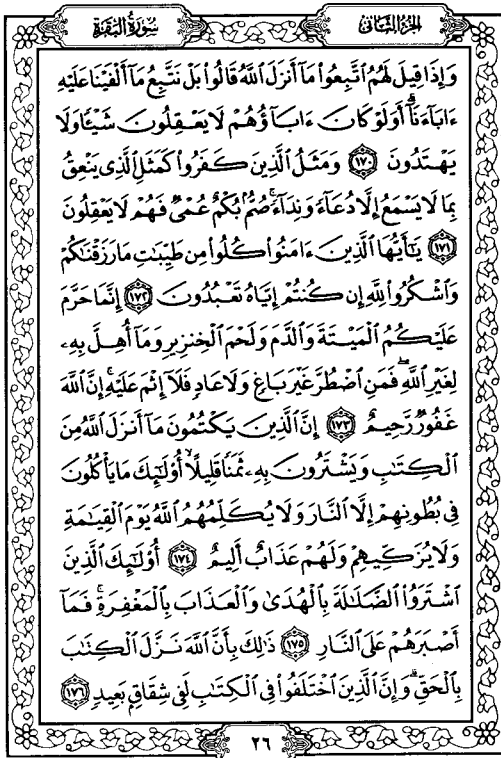 سُورَةُ البَقَرَةِ
الجزء الثاني
وَإِذَا قِيلَ لَهُمُ ٱتَّبِعُوا۟ مَآ أَنزَلَ ٱللَّهُ قَالُوا۟ بَلْ نَتَّبِعُ مَآ أَلْفَيْنَا عَلَيْهِ
ءَابَآءَنَآ ۗ أَوَلَوْ كَانَ ءَابَآؤُهُمْ لَا يَعْقِلُونَ شَيْـًٔا وَلَا
يَهْتَدُونَ ١٧٠ وَمَثَلُ ٱلَّذِينَ كَفَرُوا۟ كَمَثَلِ ٱلَّذِى يَنْعِقُ
بِمَا لَا يَسْمَعُ إِلَّا دُعَآءً وَنِدَآءً ۚ صُمٌّۢ بُكْمٌ عُمْىٌ فَهُمْ لَا يَعْقِلُونَ
١٧١ يَـٰٓأَيُّهَا ٱلَّذِينَ ءَامَنُوا۟ كُلُوا۟ مِن طَيِّبَـٰتِ مَا رَزَقْنَـٰكُمْ
وَٱشْكُرُوا۟ لِلَّهِ إِن كُنتُمْ إِيَّاهُ تَعْبُدُونَ ١٧٢ إِنَّمَا حَرَّمَ
عَلَيْكُمُ ٱلْمَيْتَةَ وَٱلدَّمَ وَلَحْمَ ٱلْخِنزِيرِ وَمَآ أُهِلَّ بِهِۦ
لِغَيْرِ ٱللَّهِ ۖ فَمَنِ ٱضْطُرَّ غَيْرَ بَاغٍ وَلَا عَادٍ فَلَآ إِثْمَ عَلَيْهِ ۚ إِنَّ ٱللَّهَ
غَفُورٌ رَّحِيمٌ ١٧٣ إِنَّ ٱلَّذِينَ يَكْتُمُونَ مَآ أَنزَلَ ٱللَّهُ مِنَ
ٱلْكِتَـٰبِ وَيَشْتَرُونَ بِهِۦ ثَمَنًا قَلِيلًا ۙ أُو۟لَـٰٓئِكَ مَا يَأْكُلُونَ
فِى بُطُونِهِمْ إِلَّا ٱلنَّارَ وَلَا يُكَلِّمُهُمُ ٱللَّهُ يَوْمَ ٱلْقِيَـٰمَةِ
وَلَا يُزَكِّيهِمْ وَلَهُمْ عَذَابٌ أَلِيمٌ ١٧٤ أُو۟لَـٰٓئِكَ ٱلَّذِينَ
ٱشْتَرَوُا۟ ٱلضَّلَـٰلَةَ بِٱلْهُدَىٰ وَٱلْعَذَابَ بِٱلْمَغْفِرَةِ ۚ فَمَآ
أَصْبَرَهُمْ عَلَى ٱلنَّارِ ١٧٥ ذَٰلِكَ بِأَنَّ ٱللَّهَ نَزَّلَ ٱلْكِتَـٰبَ
بِٱلْحَقِّ ۗ وَإِنَّ ٱلَّذِينَ ٱخْتَلَفُوا۟ فِى ٱلْكِتَـٰبِ لَفِى شِقَاقٍۭ بَعِيدٍ ١٧٦
٢٦